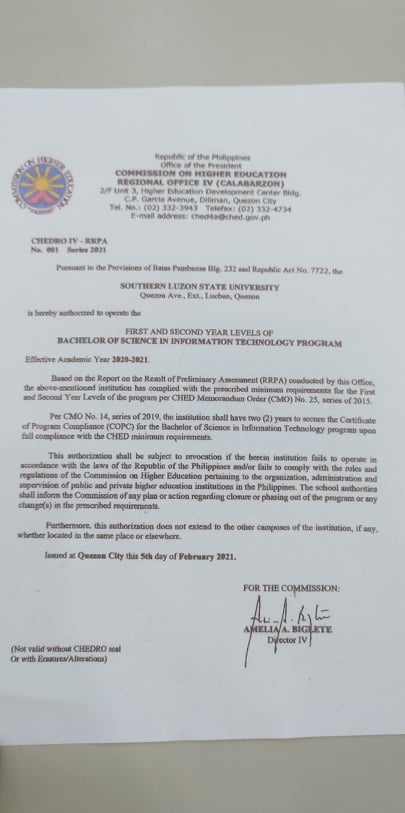 COMMISSION ON HIGHER EDUCATION
Republic of the Philippines
Office of the President
COMMISSION ON HIGHER EDUCATION
REGIONAL OFFICE IV (CALABARZON)
2/F Unit 3, Higher Education Development Center Bldg.
C.P. Garcia Avenue, Diliman, Quezon City
Tel. No.: (02) 332-3943 Telefax: (02) 332-4734
E-mail address: ched4a@ched.gov.ph
CHEDRO IV - RRPA
No. 001 Series 2021
Pursuant to the Provisions of Batas Pambansa Blg. 232 and Republic Act No. 7722, the
SOUTHERN LUZON STATE UNIVERSITY
Quezon Ave., Ext., Lucban, Quezon
is hereby authorized to operate the
FIRST AND SECOND YEAR LEVELS OF
BACHELOR OF SCIENCE IN INFORMATION TECHNOLOGY PROGRAM
Effective Academic Year 2020-2021.
Based on the Report on the Result of Preliminary Assessment (RRPA) conducted by this Office,
the above-mentioned institution has complied with the prescribed minimum requirements for the First
and Second Year Levels of the program per CHED Memorandum Order (CMO) No. 25, series of 2015.
Per CMO No. 14, series of 2019, the institution shall have two (2) years to secure the Certificate
of Program Compliance (COPC) for the Bachelor of Science in Information Technology program upon
full compliance with the CHED minimum requirements.
This authorization shall be subject to revocation if the herein institution fails to operate in
accordance with the laws of the Republic of the Philippines and/or fails to comply with the rules and
regulations of the Commission on Higher Education pertaining to the organization, administration and
supervision of public and private higher education institutions in the Philippines. The school authorities
shall inform the Commission of any plan or action regarding closure or phasing out of the program or any
change(s) in the prescribed requirements.
Furthermore, this authorization does not extend to the other campuses of the institution, if any,
whether located in the same place or elsewhere.
Issued at Quezon City this 5th day of February 2021.
FOR THE COMMISSION:
AMELIA A. BIGLETE
Director IV
(Not valid without CHEDRO seal
Or with Erasures/Alterations)